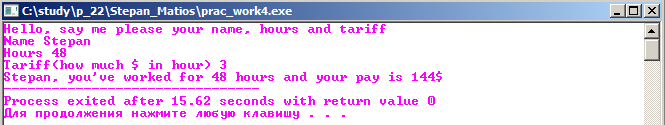 C:\study\p_22\Stepan_Matios\prac_work4.exe
Hello, say me please your name, hours and tariff
Name Stepan
Hours 48
Tariff(how much $ in hour) 3
Stepan, you've worked for 48 hours and your pay is 144$
--------------------------------
Process exited after 15.62 seconds with return value 0
Для продолжения нажмите любую клавишу . . .